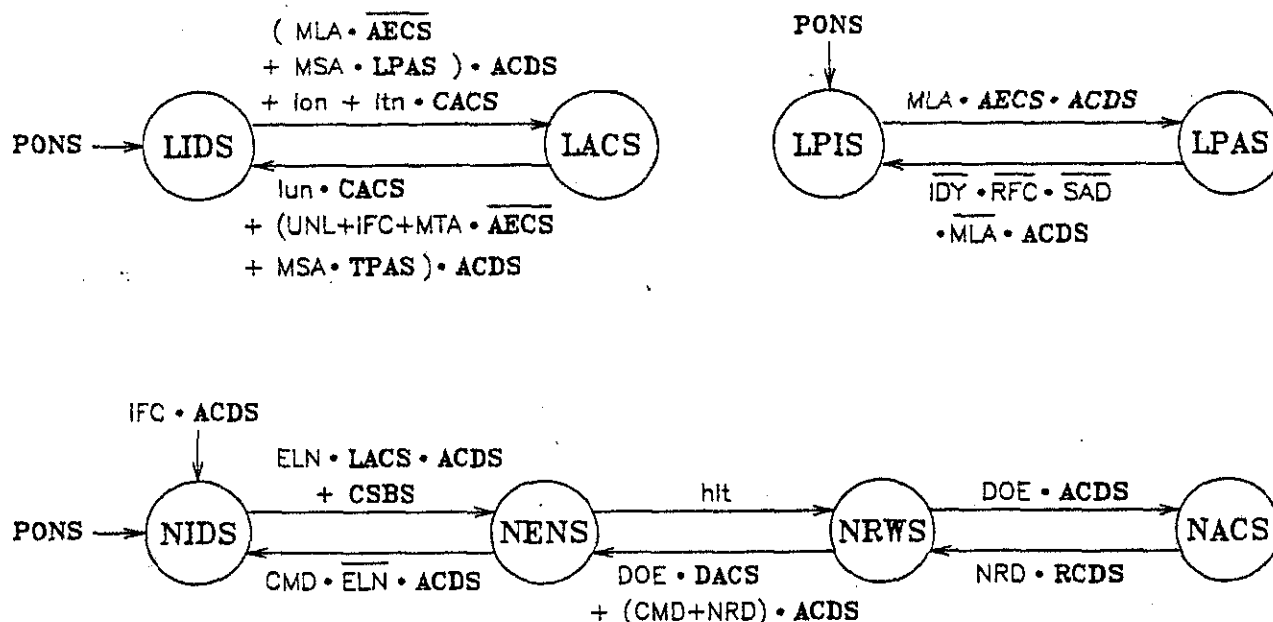 ( MLA • AECS
+ MSA • LPAS ) • ACDS
+ lon + ltn • CACS
PONS
LIDS
LACS
lun • CACS
+ (UNL+IFC+MTA • AECS
+ MSA • TPAS ) • ACDS
PONS
LPIS
MLA • AECS • ACDS
LPAS
IDY • RFC • SAD
• MLA • ACDS
IFC • ACDS
PONS
NIDS
ELN • LACS • ACDS
+ CSBS
CMD • ELN • ACDS
NENS
hlt
DOE • DACS
+ (CMD+NRD) • ACDS
NRWS
DOE • ACDS
NRD • RCDS
NACS